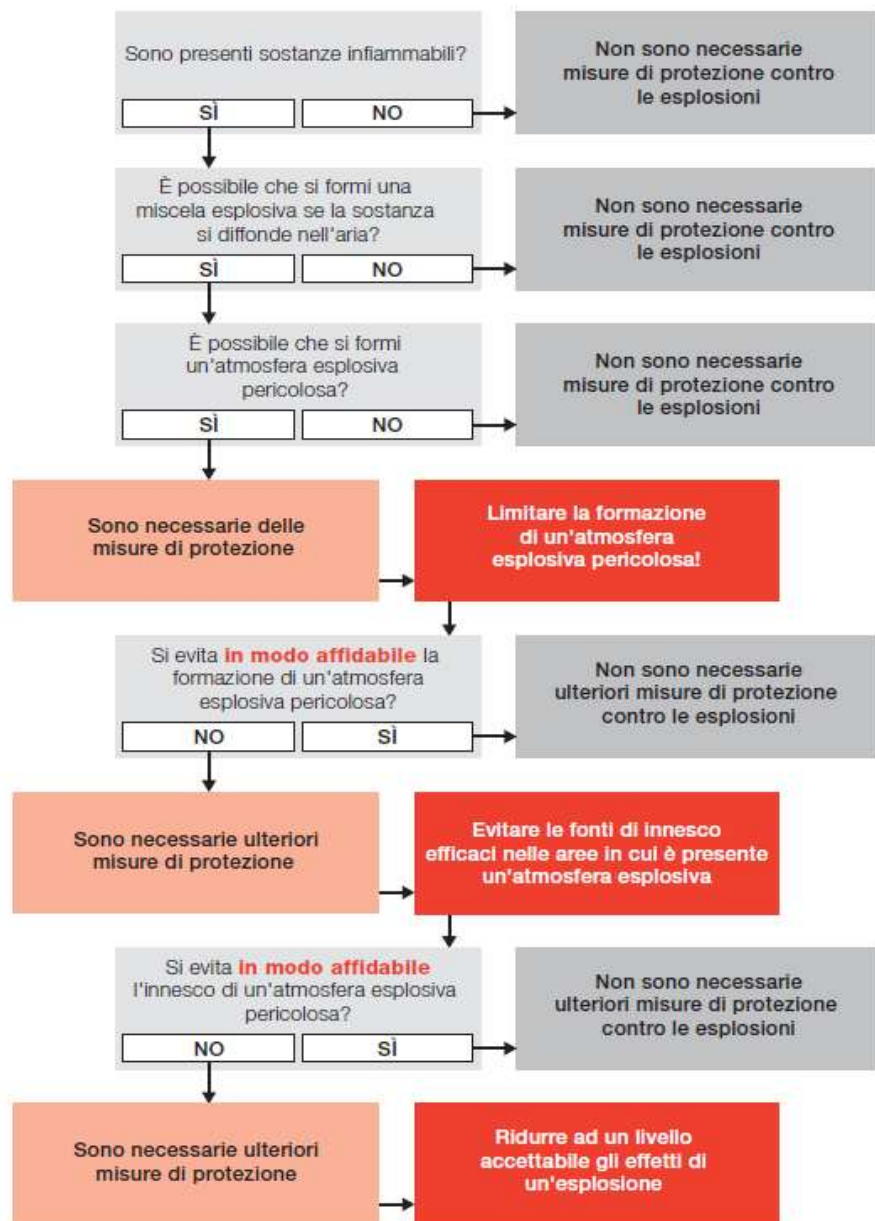 Sono presenti sostanze infiammabili?
SÌ
NO
Non sono necessarie
misure di protezione contro
le esplosioni
È possibile che si formi una
miscela esplosiva se la sostanza
si diffonde nell'aria?
SÌ
NO
Non sono necessarie
misure di protezione contro
le esplosioni
È possibile che si formi
un'atmosfera esplosiva
pericolosa?
SÌ
NO
Non sono necessarie
misure di protezione contro
le esplosioni
Sono necessarie delle
misure di protezione
Limitare la formazione
di un'atmosfera
esplosiva pericolosa!
Si evita in modo affidabile la
formazione di un'atmosfera
esplosiva pericolosa?
NO
SÌ
Non sono necessarie
ulteriori misure di protezione
contro le esplosioni
Sono necessarie ulteriori
misure di protezione
Evitare le fonti di innesco
efficaci nelle aree in cui è presente
un'atmosfera esplosiva
Si evita in modo affidabile
l'innesco di un'atmosfera esplosiva
pericolosa?
NO
SÌ
Non sono necessarie
ulteriori misure di protezione
contro le esplosioni
Sono necessarie ulteriori
misure di protezione
Ridurre ad un livello
accettabile gli effetti di
un'esplosione